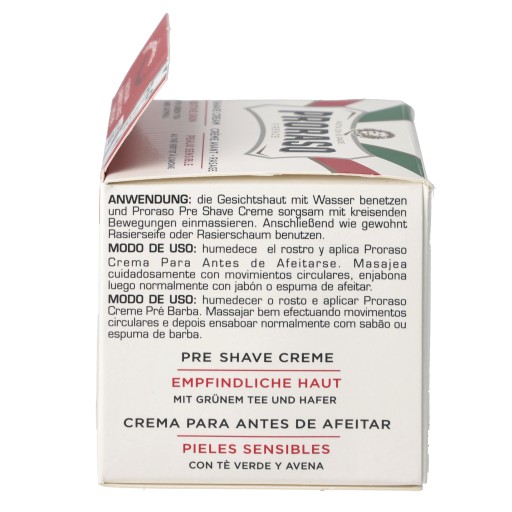 PRORASO
FIRENZE
ANWENDUNG: die Gesichtshaut mit Wasser benetzen
und Proraso Pre Shave Creme sorgsam mit kreisenden
Bewegungen einmassieren. Anschließend wie gewohnt
Rasierseife oder Rasierschaum benutzen.
MODO DE USO: humedece el rostro y aplica Proraso
Crema Para Antes de Afeitarse. Masajea
cuidadosamente con movimientos circulares, enjabona
luego normalmente con jabón o espuma de afeitar.
MODO DE USO: humedecer o rosto e aplicar Proraso
Creme Pré Barba. Massajar bem efectuando movimentos
circulares e depois ensaboar normalmente com sabão ou
espuma de barba.
PRE SHAVE CREME
EMPFINDLICHE HAUT
MIT GRÜNEM TEE UND HAFER
CREMA PARA ANTES DE AFEITAR
PIELES SENSIBLES
CON TÈ VERDE Y AVENA